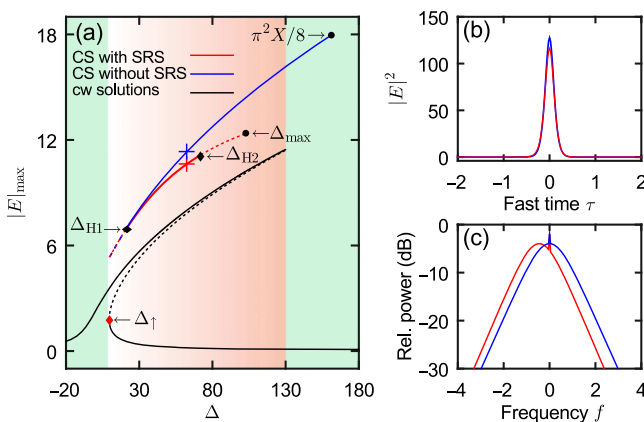 (a)
π²X/8→
CS with SRS
CS without SRS
cw solutions
←Δmax
←ΔH2
ΔH1→
←Δ↑
|E|max
18
12
6
0
−20
30
80
130
180
Δ
(b)
|E|²
150
100
50
0
−2
−1
0
1
2
Fast time τ
(c)
Rel. power (dB)
0
−10
−20
−30
−4
−2
0
2
4
Frequency f